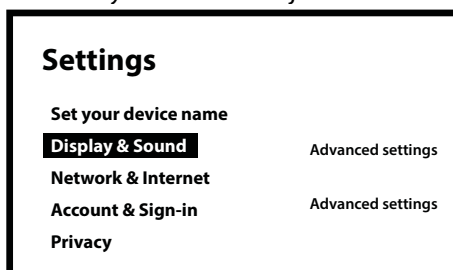 Settings
Set your device name
Display & Sound
Advanced settings
Network & Internet
Account & Sign-in
Advanced settings
Privacy